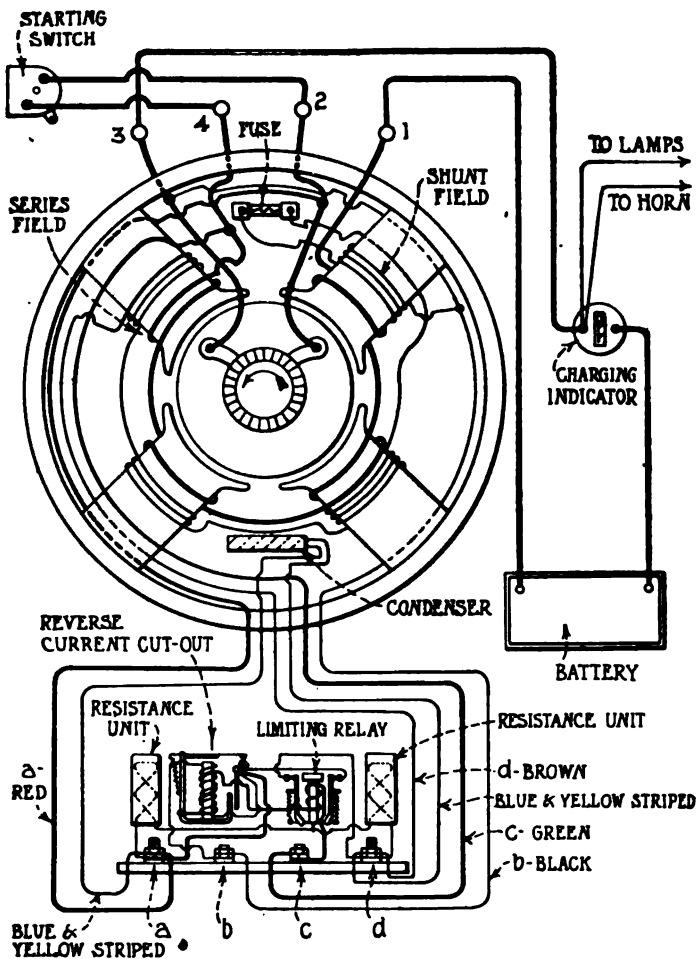 STARTING
SWITCH
3
4
2
1
FUSE
TO LAMPS
TO HORN
SERIES
FIELD
SHUNT
FIELD
CHARGING
INDICATOR
CONDENSER
BATTERY
REVERSE
CURRENT CUT-OUT
RESISTANCE
UNIT
LIMITING RELAY
RESISTANCE UNIT
a-
RED
d-BROWN
BLUE & YELLOW STRIPED
C-GREEN
b-BLACK
BLUE &
YELLOW STRIPED
a
b
c
d